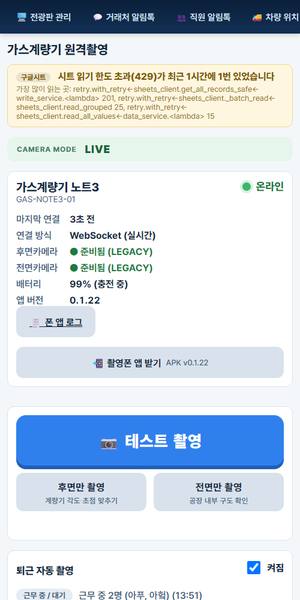 전광판 관리 거래처 알림톡 직원 알림톡 차량 위치
가스계량기 원격촬영
구글시트 시트 읽기 한도 초과(429)가 최근 1시간에 1번 있었습니다
가장 많이 읽는 곳: retry.with_retry←sheets_client.get_all_records_safe←
write_service.<lambda> 201, retry.with_retry←sheets_client._batch_read←
sheets_client.read_grouped 25, retry.with_retry←
sheets_client.read_all_values←data_service.<lambda> 15
CAMERA MODE LIVE
가스계량기 노트3 온라인
GAS-NOTE3-01
마지막 연결 3초 전
연결 방식 WebSocket (실시간)
후면카메라 준비됨 (LEGACY)
전면카메라 준비됨 (LEGACY)
배터리 99% (충전 중)
앱 버전 0.1.22
폰 앱 로그
촬영폰 앱 받기 APK v0.1.22
테스트 촬영
후면만 촬영 전면만 촬영
계량기 각도·초점 맞추기 공장 내부 구도 확인
퇴근 자동 촬영 켜짐
근무 중 / 대기 근무 중 2명 (아푸, 아헉) (13:51)